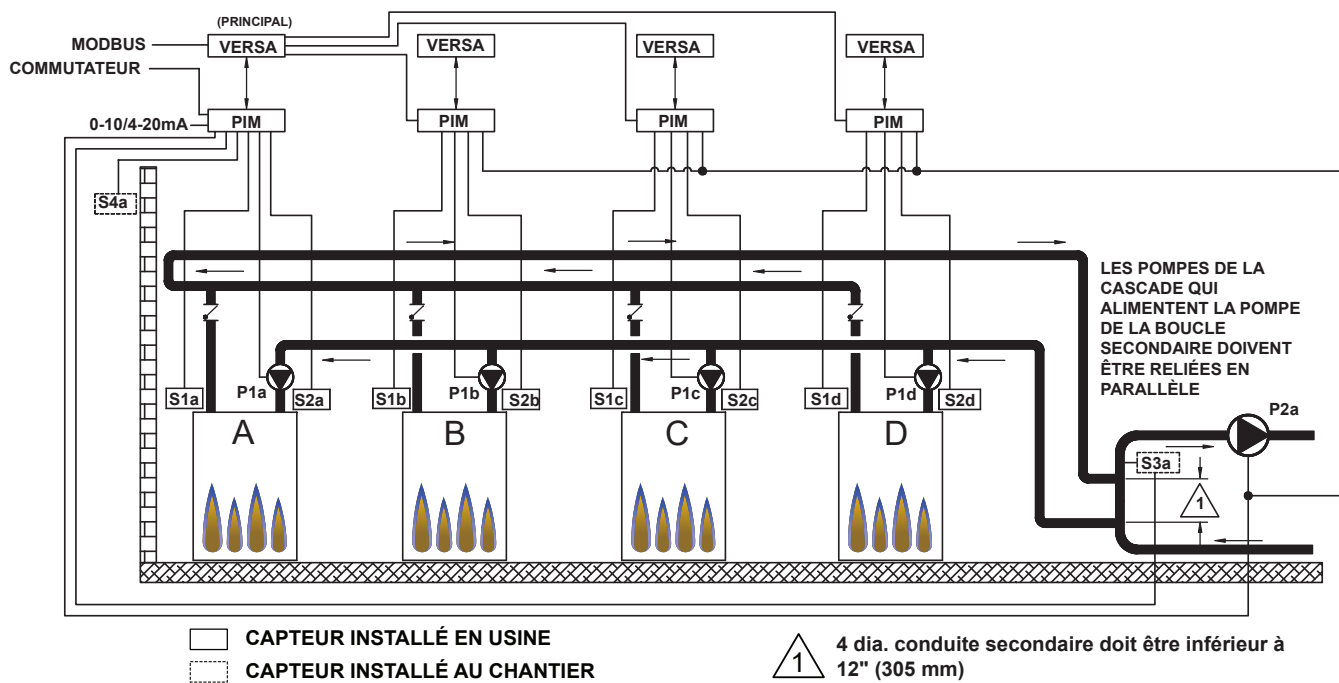 (PRINCIPAL)
MODBUS
VERSA
VERSA
VERSA
VERSA
COMMUTATEUR
0-10/4-20mA
PIM
PIM
PIM
PIM
S4a
LES POMPES DE LA
CASCADE QUI
ALIMENTENT LA POMPE
DE LA BOUCLE
SECONDAIRE DOIVENT
ÊTRE RELIÉES EN
PARALLÈLE
S1a
P1a
S2a
S1b
P1b
S2b
S1c
P1c
S2c
S1d
P1d
S2d
P2a
A
B
C
D
S3a
1
CAPTEUR INSTALLÉ EN USINE
CAPTEUR INSTALLÉ AU CHANTIER
1
4 dia. conduite secondaire doit être inférieur à
12" (305 mm)